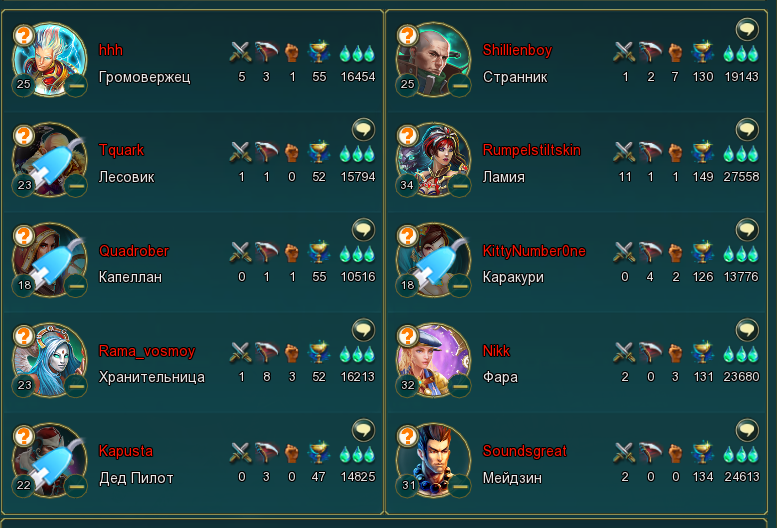 hhh
25 Громовержец 5 3 1 55 16454
Tquark
23 Лесовик 1 1 0 52 15794
Quadrober
18 Капеллан 0 1 1 55 10516
Rama_vosmoy
23 Хранительница 1 8 3 52 16213
Kapusta
22 Дед Пилот 0 3 0 47 14825
Shillienboy
25 Странник 1 2 7 130 19143
Rumpelstiltskin
34 Ламия 11 1 1 149 27558
KittyNumber0ne
18 Каракури 0 4 2 126 13776
Nikk
32 Фара 2 0 3 131 23680
Soundsgreat
31 Мейдзин 2 0 0 134 24613